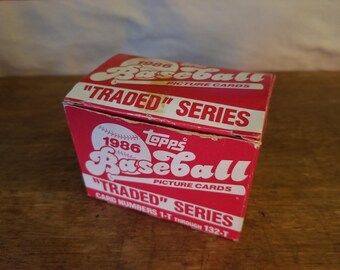 1986
Baseball
PICTURE CARDS
"TRADED" SERIES
topps
1986
Baseball
PICTURE CARDS
"TRADED" SERIES
CARD NUMBERS 1-T THROUGH 132-T